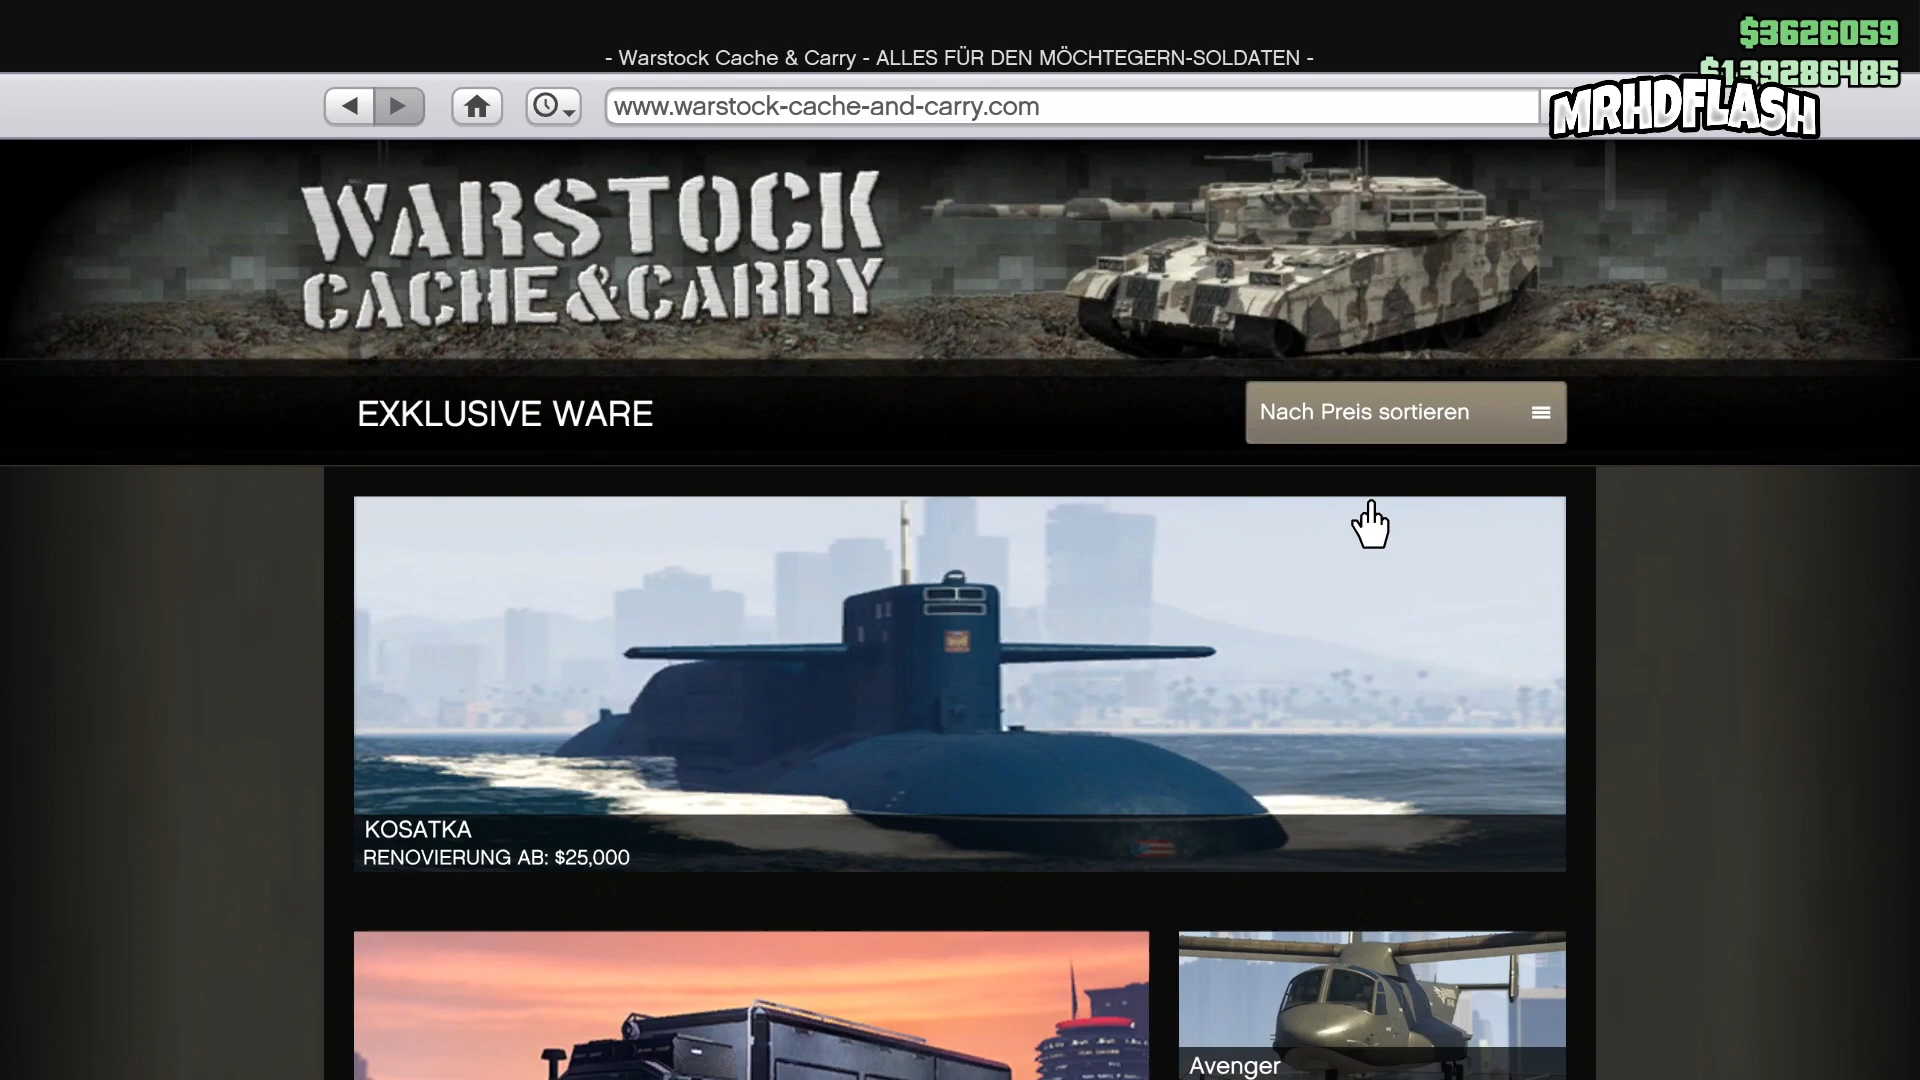 - Warstock Cache & Carry - ALLES FÜR DEN MÖCHTEGERN-SOLDATEN -
$3626059
$139286485
www.warstock-cache-and-carry.com
MRHDFLASH
WARSTOCK
CACHE&CARRY
EXKLUSIVE WARE
Nach Preis sortieren
KOSATKA
RENOVIERUNG AB: $25,000
Avenger